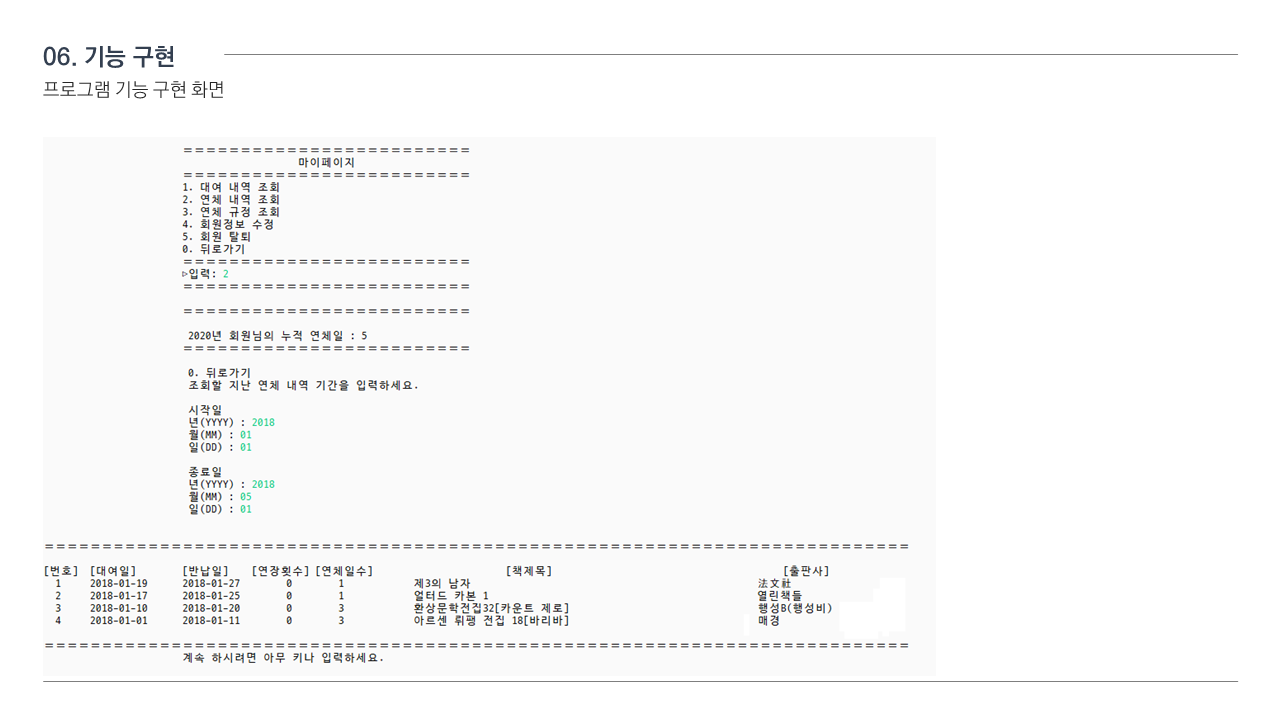 06. 기능 구현
프로그램 기능 구현 화면
=========================
마이페이지
=========================
1. 대여 내역 조회
2. 연체 내역 조회
3. 연체 규정 조회
4. 회원정보 수정
5. 회원 탈퇴
0. 뒤로가기
=========================
▷입력: 2
=========================
=========================
2020년 회원님의 누적 연체일 : 5
=========================
0. 뒤로가기
조회할 지난 연체 내역 기간을 입력하세요.
시작일
년(YYYY) : 2018
월(MM) : 01
일(DD) : 01
종료일
년(YYYY) : 2018
월(MM) : 05
일(DD) : 01
===========================================================================
[번호] [대여일] [반납일] [연장횟수] [연체일수] [책제목] [출판사]
1 2018-01-19 2018-01-27 0 1 제3의 남자 法文社
2 2018-01-17 2018-01-25 0 1 얼터드 카본 1 열린책들
3 2018-01-10 2018-01-20 0 3 환상문학전집32[카운트 제로] 행성B(행성비)
4 2018-01-01 2018-01-11 0 3 아르센 뤼팽 전집 18[바리바] 매경
===========================================================================
계속 하시려면 아무 키나 입력하세요.